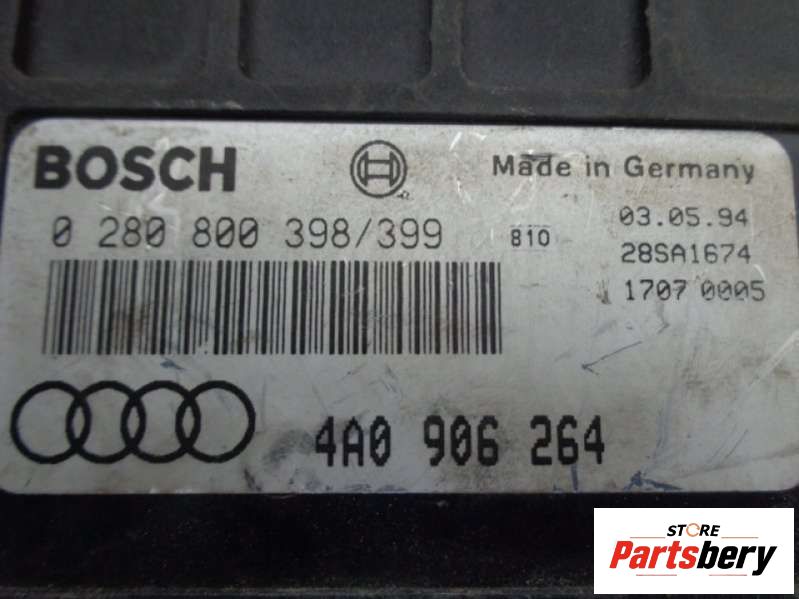 BOSCH
Made in Germany
0 280 800 398/399
810
03.05.94
28SA1674
1707 0005
4A0 906 264
STORE
Partsbery